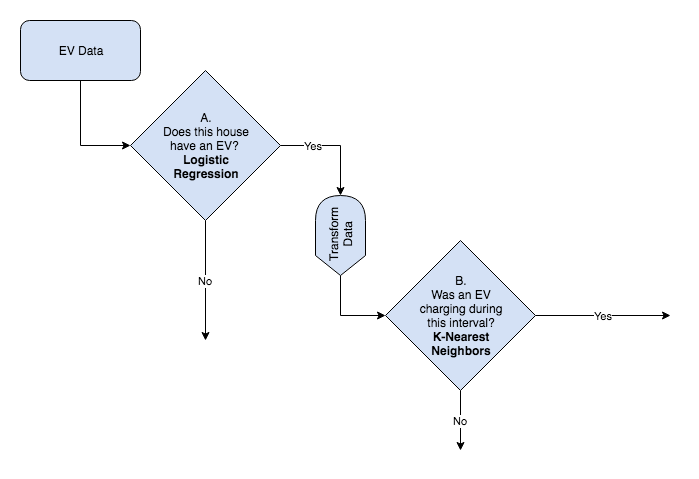 EV Data
A.
Does this house
have an EV?
Logistic
Regression
Yes
No
Transform
Data
B.
Was an EV
charging during
this interval?
K-Nearest
Neighbors
Yes
No